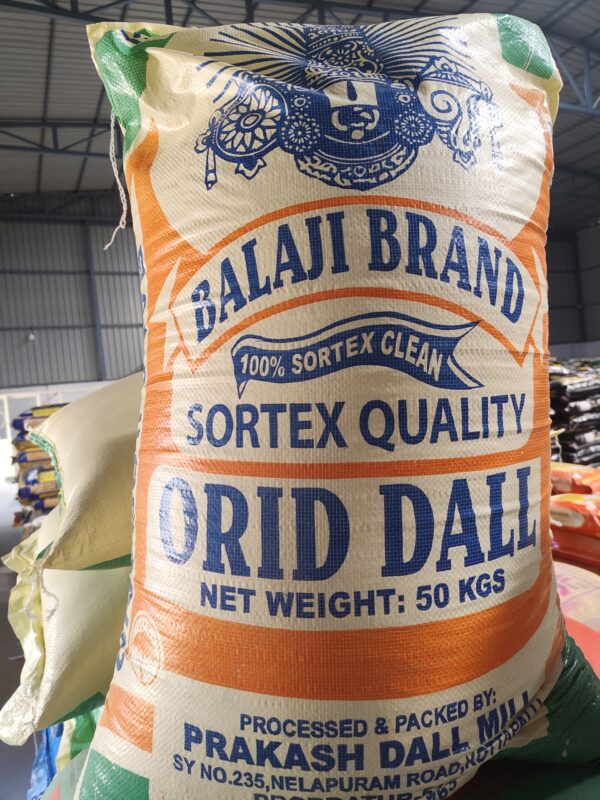 BALAJI BRAND
100% SORTEX CLEAN
SORTEX QUALITY
ORID DALL
NET WEIGHT: 50 KGS
PROCESSED & PACKED BY:
PRAKASH DALL MILL
SY NO.235,NELAPURAM ROAD,